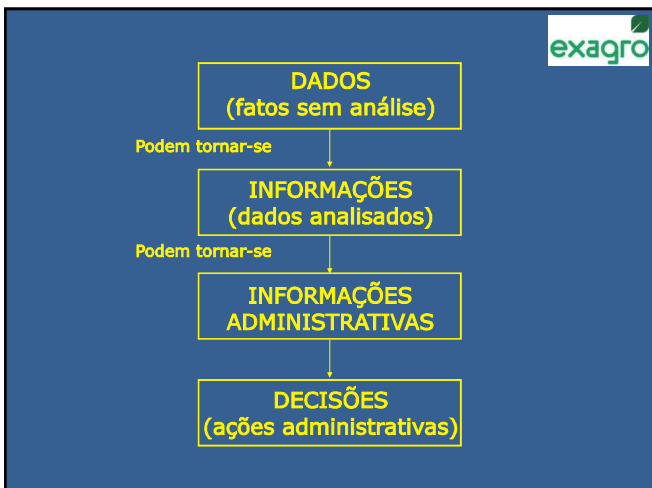 exagro
DADOS
(fatos sem análise)
Podem tornar-se
INFORMAÇÕES
(dados analisados)
Podem tornar-se
INFORMAÇÕES
ADMINISTRATIVAS
DECISÕES
(ações administrativas)